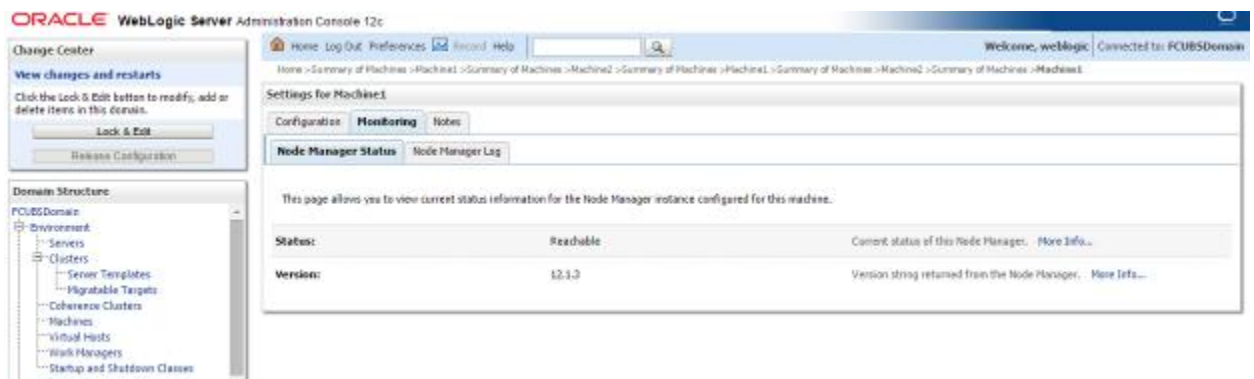 ORACLE WebLogic Server Administration Console 12c
Change Center
View changes and restarts
Click the Lock & Edit button to modify, add or
delete items in this domain.
Lock & Edit
Release Configuration
Domain Structure
FCUBSDomain
Environment
Servers
Clusters
Server Templates
Migratable Targets
Coherence Clusters
Machines
Virtual Hosts
Work Managers
Startup and Shutdown Classes
Home Log Out Preferences Record Help
Welcome, weblogic Connected to: FCUBSDomain
Home >Summary of Machines >Machine1 >Summary of Machines >Machine2 >Summary of Machines >Machine1 >Summary of Machines >Machine2 >Summary of Machines >Machine1
Settings for Machine1
Configuration Monitoring Notes
Node Manager Status Node Manager Log
This page allows you to view current status information for the Node Manager instance configured for this machine.
Status: Reachable Current status of this Node Manager. More Info...
Version: 12.1.3 Version string returned from the Node Manager. More Info...